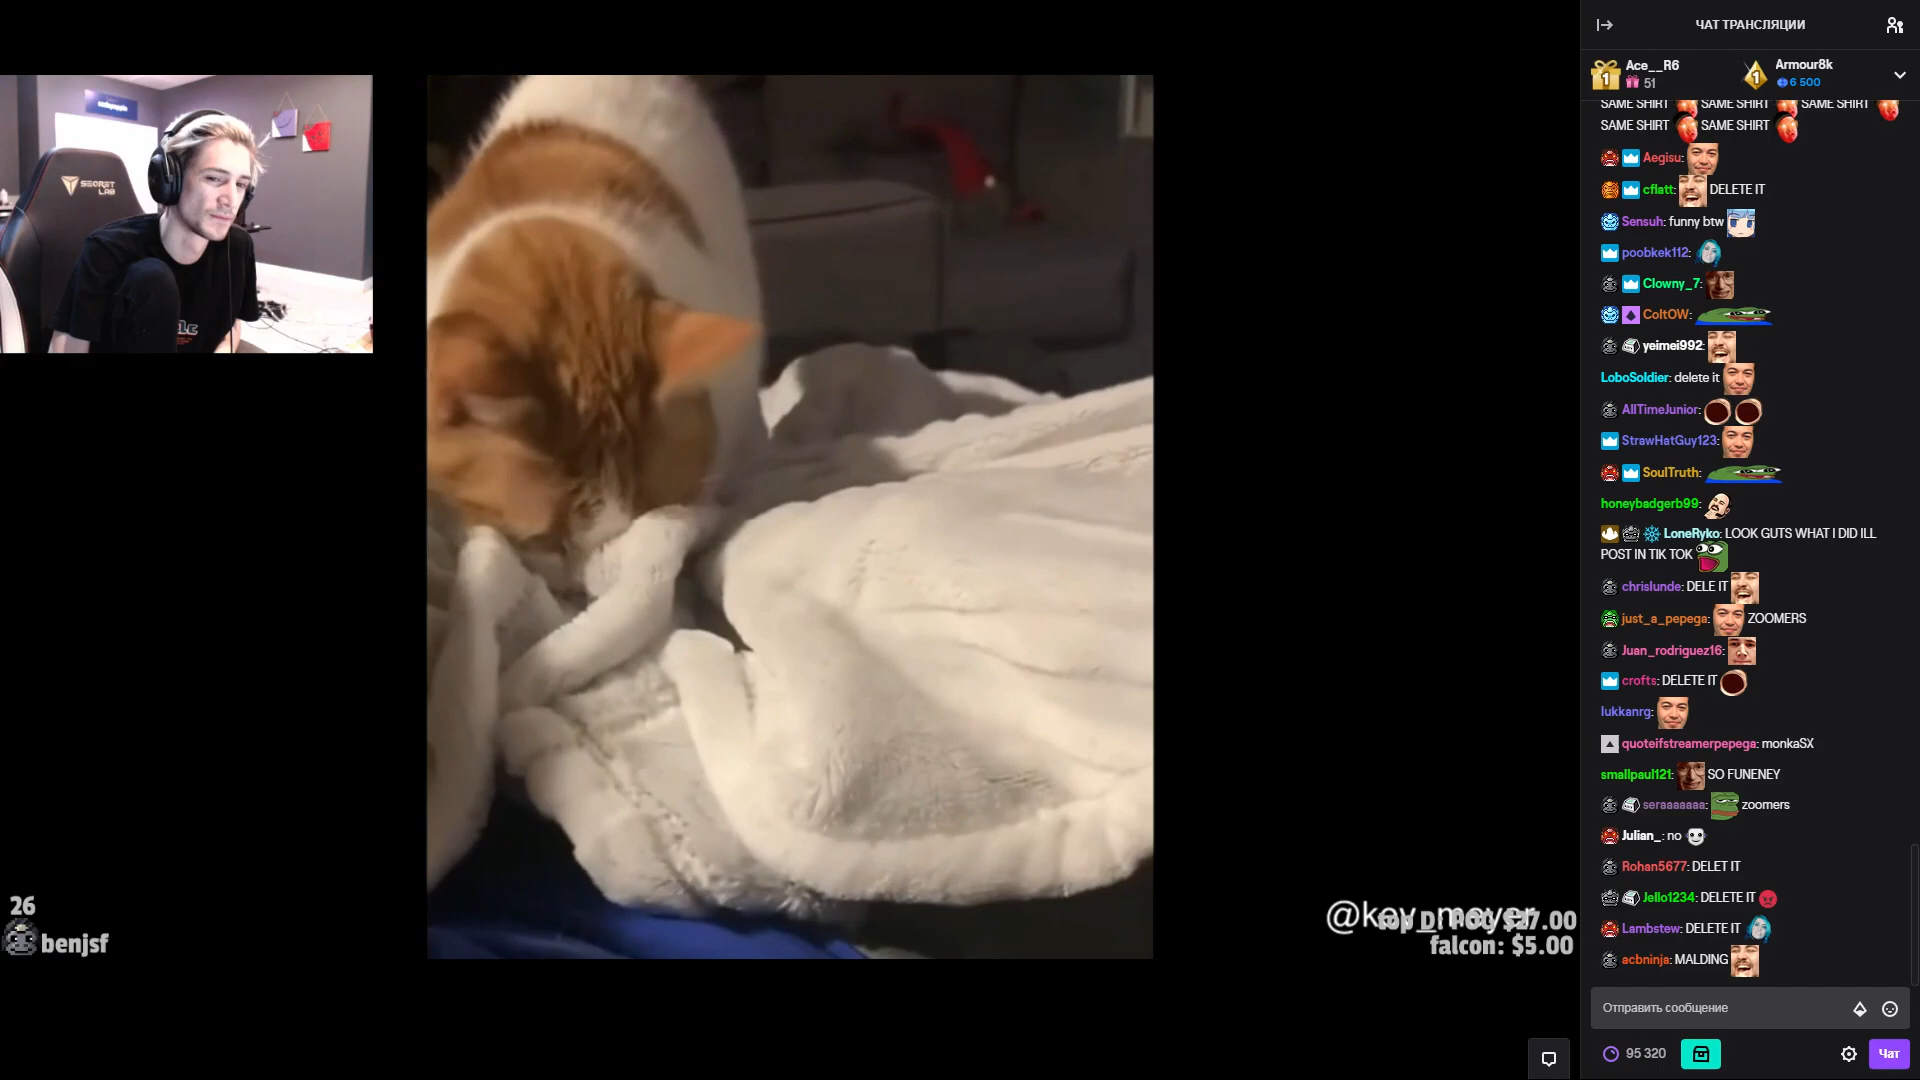 SECRET
LAB
26
benjsf
falcon: $5.00
ЧАТ ТРАНСЛЯЦИИ
1 Ace__R6 51
1 Armour8k 6 500
SAME SHIRT SAME SHIRT SAME SHIRT
SAME SHIRT SAME SHIRT
Aegisu:
cflatt: DELETE IT
Sensuh: funny btw
poobkek112:
Clowny_7:
ColtOW:
yeimei992:
LoboSoldier: delete it
AllTimeJunior:
StrawHatGuy123:
SoulTruth:
honeybadgerb99:
LoneRyko: LOOK GUTS WHAT I DID ILL
POST IN TIK TOK
chrislunde: DELE IT
just_a_pepega: ZOOMERS
Juan_rodriguez16:
crofts: DELETE IT
lukkanrg:
quoteifstreamerpepega: monkaSX
smallpaul121: SO FUNENEY
seraaaaaaa: zoomers
Julian_: no
Rohan5677: DELET IT
Jello1234: DELETE IT
Lambstew: DELETE IT
acbninja: MALDING
Отправить сообщение
95 320
Чат